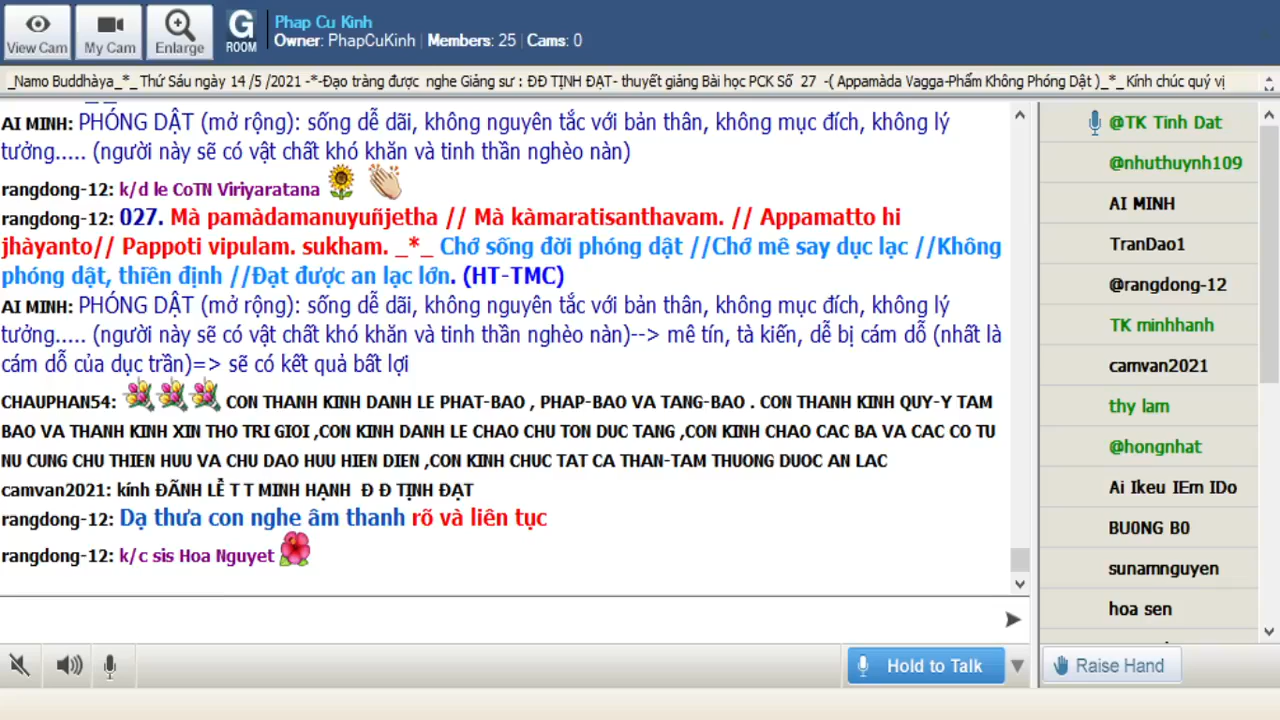 Phap Cu Kinh
Owner: PhapCuKinh | Members: 25 | Cams: 0
View Cam
My Cam
Enlarge
G
ROOM
_Namo Buddhàya_*_ Thứ Sáu ngày 14 /5 /2021 -*-Đạo tràng được nghe Giảng sư : ĐĐ TỊNH ĐẠT- thuyết giảng Bài học PCK Số 27 -( Appamàda Vagga-Phẩm Không Phóng Dật )_*_Kính chúc quý vị
AI MINH: PHÓNG DẬT (mở rộng): sống dễ dãi, không nguyên tắc với bản thân, không mục đích, không lý
tưởng..... (người này sẽ có vật chất khó khăn và tinh thần nghèo nàn)
rangdong-12: k/d le CoTN Viriyaratana
rangdong-12: 027. Mà pamàdamanuyuñjetha // Mà kàmaratisanthavam. // Appamatto hi
jhàyanto// Pappoti vipulam. sukham. _*_ Chớ sống đời phóng dật //Chớ mê say dục lạc //Không
phóng dật, thiền định //Đạt được an lạc lớn. (HT-TMC)
AI MINH: PHÓNG DẬT (mở rộng): sống dễ dãi, không nguyên tắc với bản thân, không mục đích, không lý
tưởng..... (người này sẽ có vật chất khó khăn và tinh thần nghèo nàn)--> mê tín, tà kiến, dễ bị cám dỗ (nhất là
cám dỗ của dục trần)=> sẽ có kết quả bất lợi
CHAUPHAN54: CON THANH KINH DANH LE PHAT-BAO , PHAP-BAO VA TANG-BAO . CON THANH KINH QUY-Y TAM
BAO VA THANH KINH XIN THO TRI GIOI ,CON KINH DANH LE CHAO CHU TON DUC TANG ,CON KINH CHAO CAC BA VA CAC CO TU
NU CUNG CHU THIEN HUU VA CHU DAO HUU HIEN DIEN ,CON KINH CHUC TAT CA THAN-TAM THUONG DUOC AN LAC
camvan2021: kính ĐÃNH LỄ T T MINH HẠNH Đ Đ TỊNH ĐẠT
rangdong-12: Dạ thưa con nghe âm thanh rõ và liên tục
rangdong-12: k/c sis Hoa Nguyet
@TK Tinh Dat
@nhuthuynh109
AI MINH
TranDao1
@rangdong-12
TK minhhanh
camvan2021
thy lam
@hongnhat
Ai Ikeu IEm IDo
BU0NG B0
sunamnguyen
hoa sen
Hold to Talk
Raise Hand